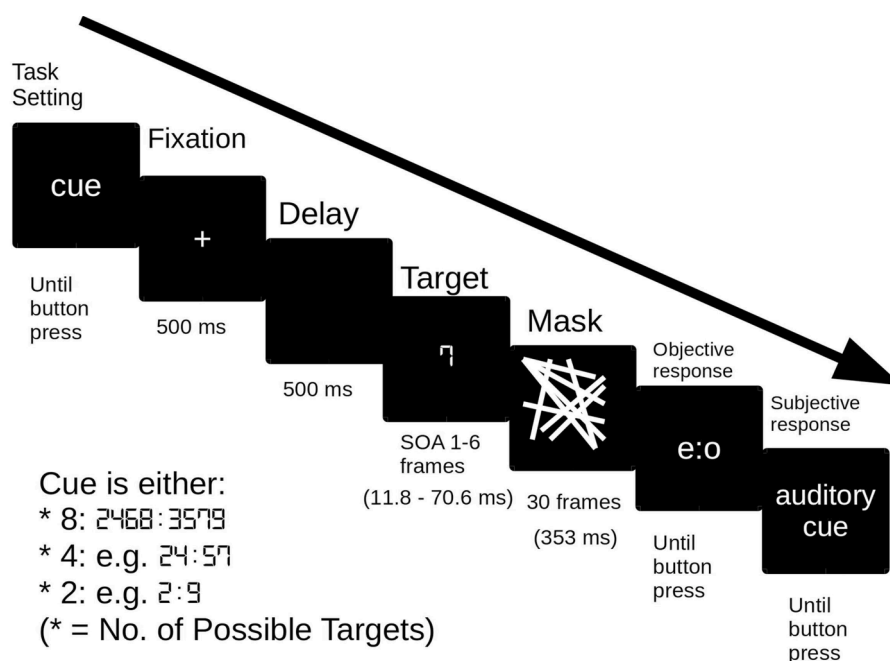 Task
Setting
cue
Until
button
press
Fixation
+
500 ms
Delay
500 ms
Target
7
SOA 1-6
frames
(11.8 - 70.6 ms)
Mask
30 frames
(353 ms)
Objective
response
e:o
Until
button
press
Subjective
response
auditory
cue
Until
button
press
Cue is either:
* 8: 2468:3579
* 4: e.g. 24:57
* 2: e.g. 2:9
(* = No. of Possible Targets)